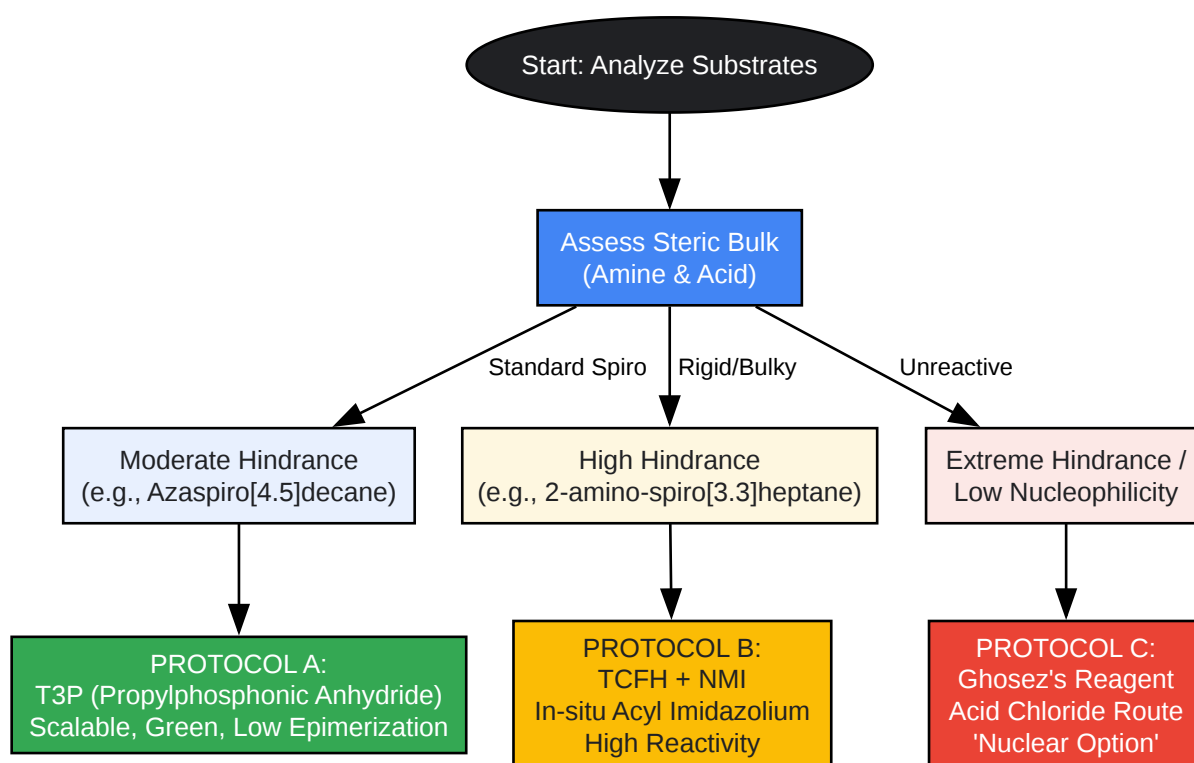 Start: Analyze Substrates
Assess Steric Bulk
(Amine & Acid)
Standard Spiro
Rigid/Bulky
Unreactive
Moderate Hindrance
(e.g., Azaspiro[4.5]decane)
High Hindrance
(e.g., 2-amino-spiro[3.3]heptane)
Extreme Hindrance /
Low Nucleophilicity
PROTOCOL A:
T3P (Propylphosphonic Anhydride)
Scalable, Green, Low Epimerization
PROTOCOL B:
TCFH + NMI
In-situ Acyl Imidazolium
High Reactivity
PROTOCOL C:
Ghosez's Reagent
Acid Chloride Route
'Nuclear Option'